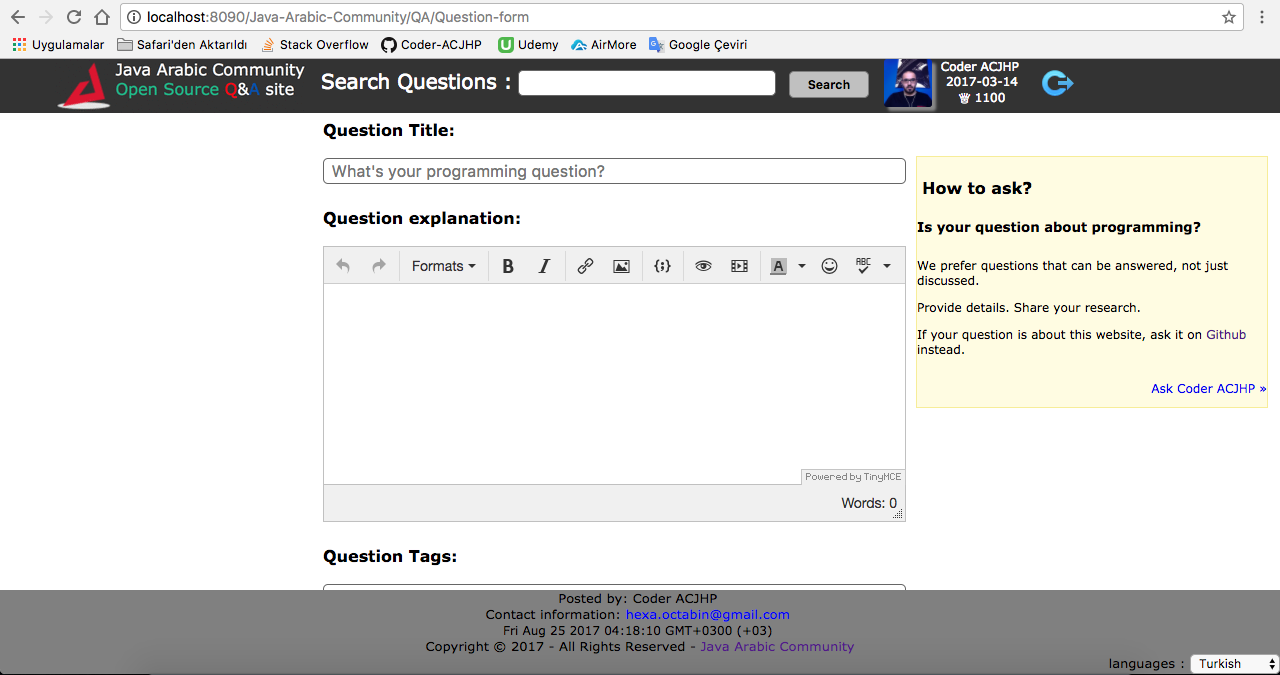 localhost:8090/Java-Arabic-Community/QA/Question-form
Uygulamalar Safari'den Aktarıldı Stack Overflow Coder-ACJHP Udemy AirMore Google Çeviri
Java Arabic Community
Open Source Q&A site
Search Questions :
Search
Coder ACJHP
2017-03-14
1100
Question Title:
What's your programming question?
Question explanation:
Formats B I A ABC
Powered by TinyMCE
Words: 0
Question Tags:
How to ask?
Is your question about programming?
We prefer questions that can be answered, not just
discussed.
Provide details. Share your research.
If your question is about this website, ask it on Github
instead.
Ask Coder ACJHP »
Posted by: Coder ACJHP
Contact information: hexa.octabin@gmail.com
Fri Aug 25 2017 04:18:10 GMT+0300 (+03)
Copyright © 2017 - All Rights Reserved - Java Arabic Community
languages : Turkish